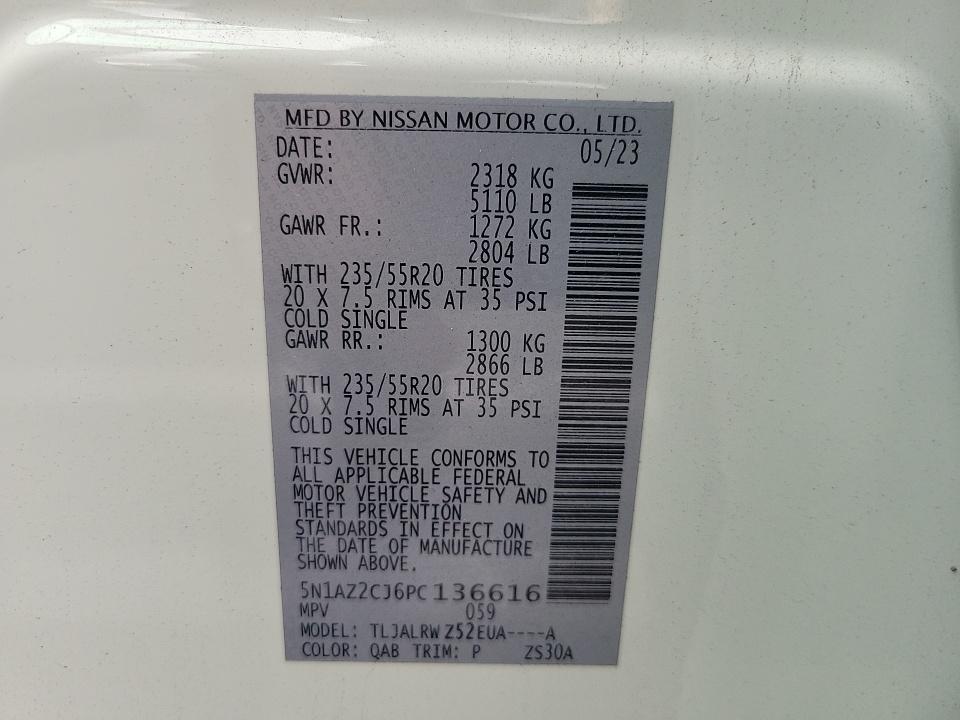 MFD BY NISSAN MOTOR CO., LTD.
DATE: 05/23
GVWR: 2318 KG
5110 LB
GAWR FR.: 1272 KG
2804 LB
WITH 235/55R20 TIRES
20 X 7.5 RIMS AT 35 PSI
COLD SINGLE
GAWR RR.: 1300 KG
2866 LB
WITH 235/55R20 TIRES
20 X 7.5 RIMS AT 35 PSI
COLD SINGLE
THIS VEHICLE CONFORMS TO
ALL APPLICABLE FEDERAL
MOTOR VEHICLE SAFETY AND
THEFT PREVENTION
STANDARDS IN EFFECT ON
THE DATE OF MANUFACTURE
SHOWN ABOVE.
5N1AZ2CJ6PC136616
MPV 059
MODEL: TLJALRW Z52EUA----A
COLOR: QAB TRIM: P ZS30A